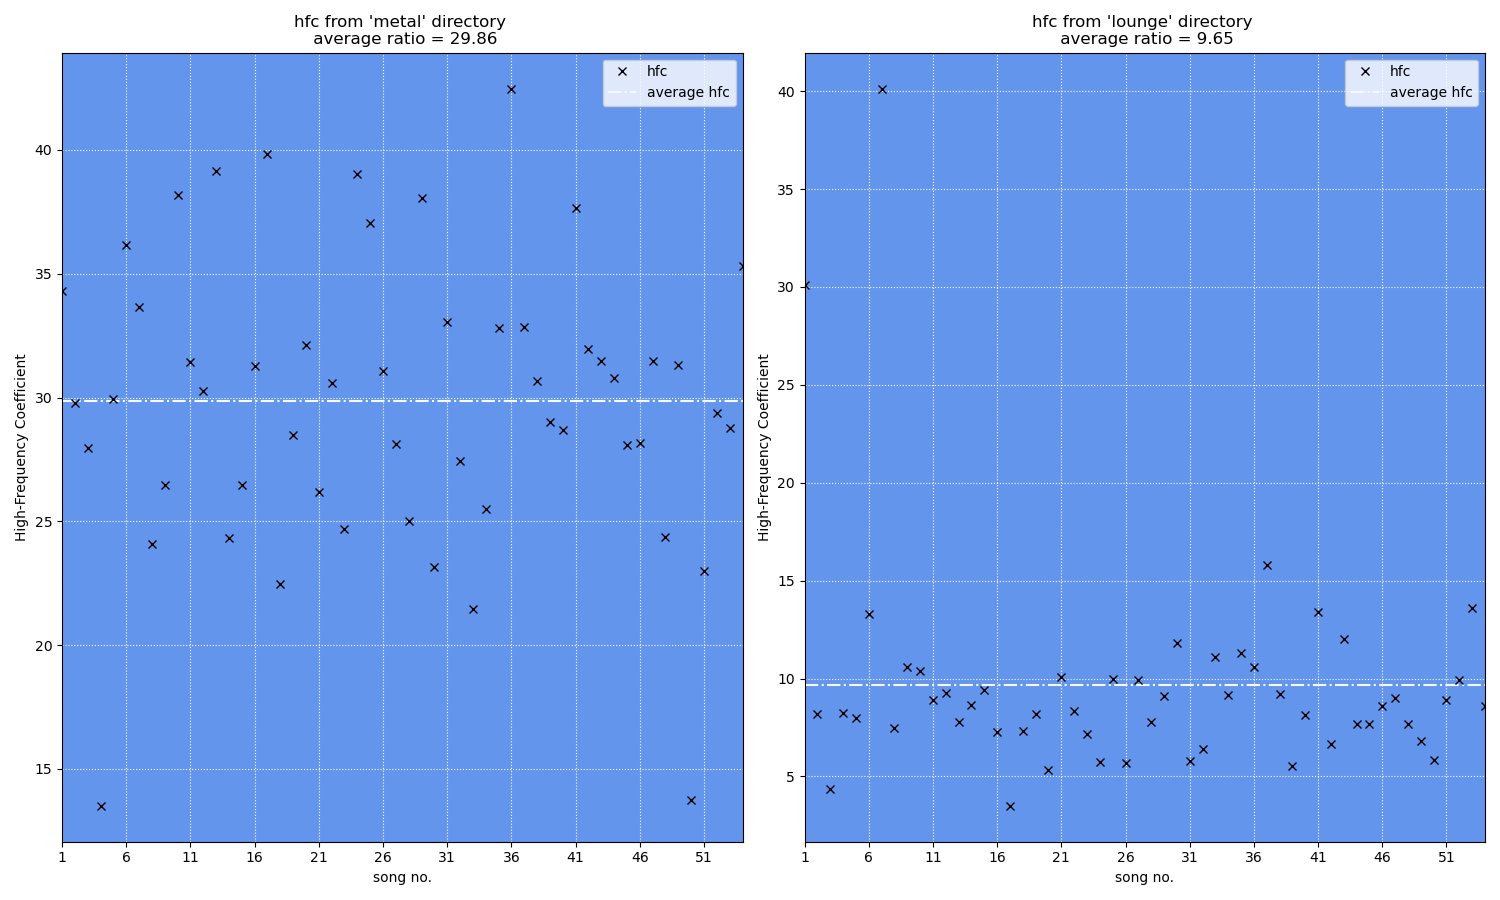 hfc from 'metal' directory
average ratio = 29.86
hfc
average hfc
High-Frequency Coefficient
40
35
30
25
20
15
1 6 11 16 21 26 31 36 41 46 51
song no.
hfc from 'lounge' directory
average ratio = 9.65
hfc
average hfc
High-Frequency Coefficient
40
35
30
25
20
15
10
5
1 6 11 16 21 26 31 36 41 46 51
song no.